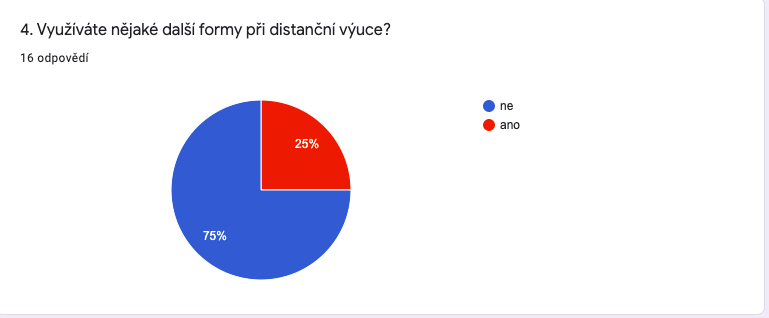 4. Využíváte nějaké další formy při distanční výuce?
16 odpovědí
ne
ano
25%
75%